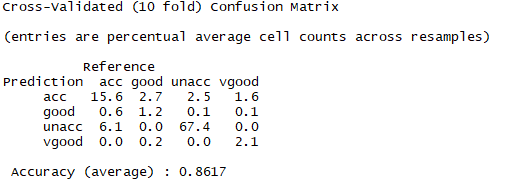 Cross-Validated (10 fold) Confusion Matrix
(entries are percentual average cell counts across resamples)
Reference
Prediction acc good unacc vgood
acc 15.6 2.7 2.5 1.6
good 0.6 1.2 0.1 0.1
unacc 6.1 0.0 67.4 0.0
vgood 0.0 0.2 0.0 2.1
Accuracy (average) : 0.8617